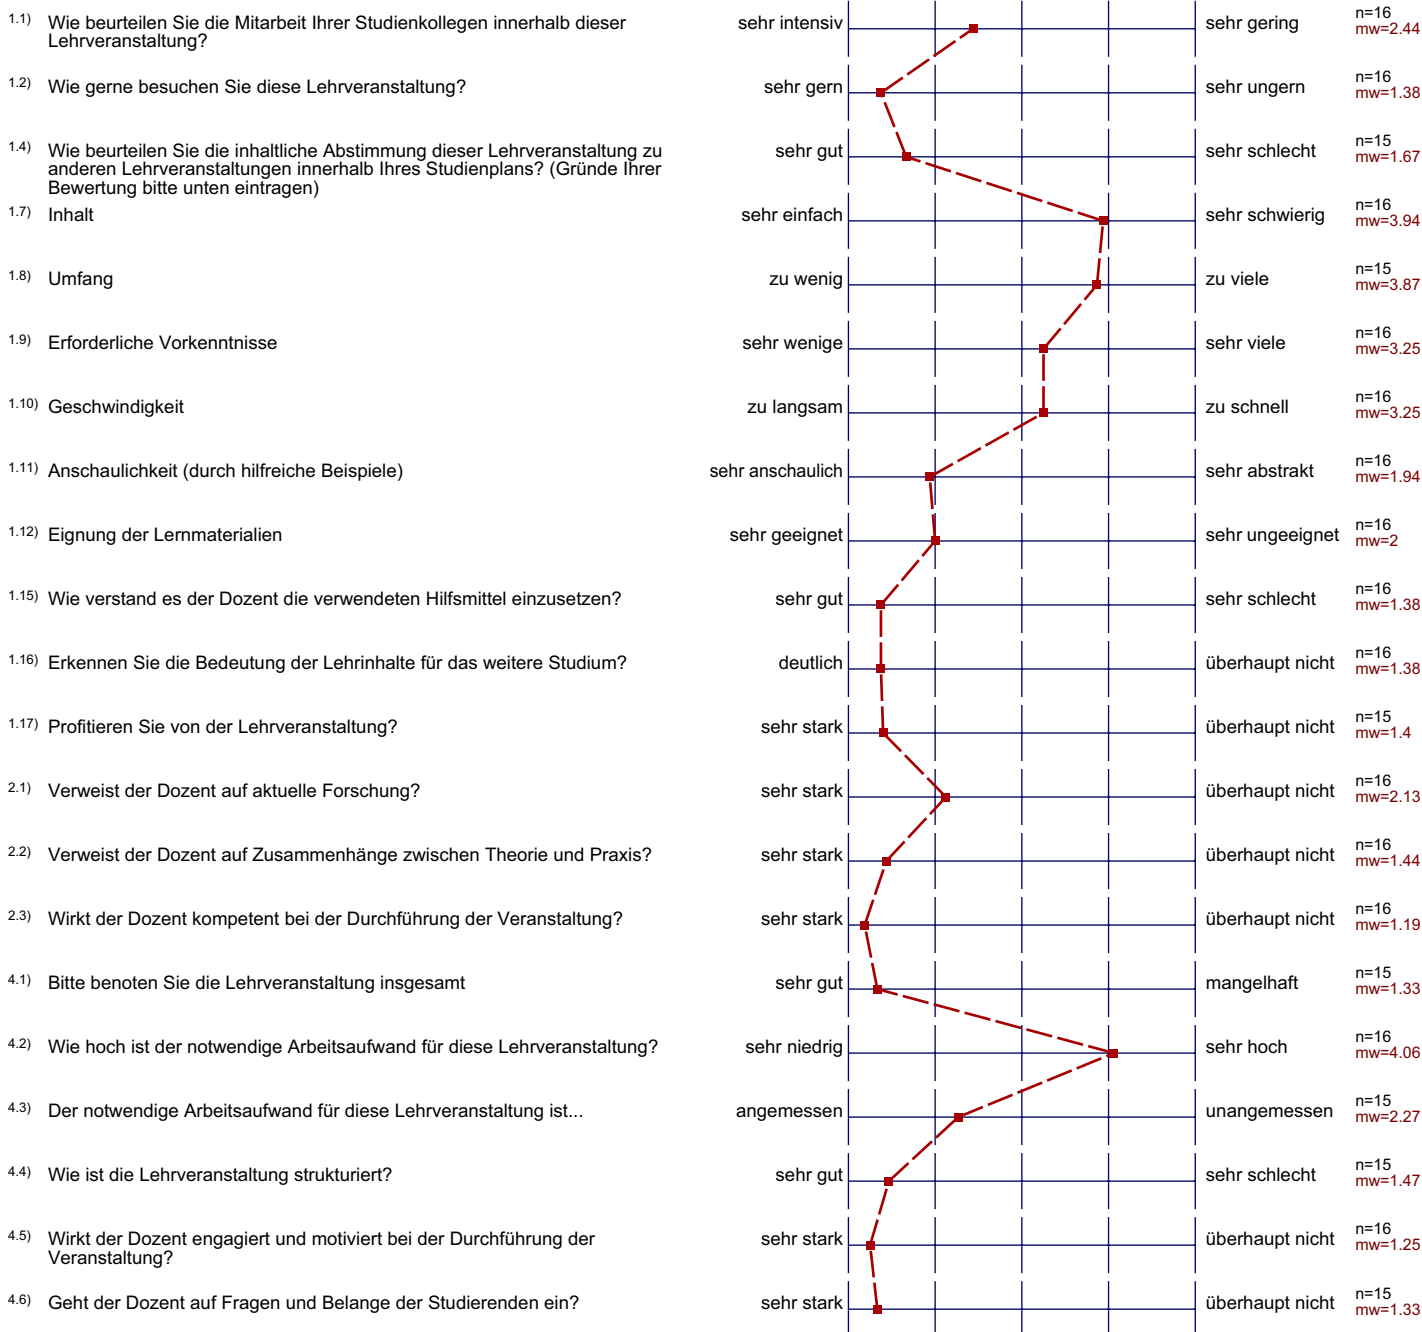 1.1) Wie beurteilen Sie die Mitarbeit Ihrer Studienkollegen innerhalb dieser
Lehrveranstaltung?
sehr intensiv
sehr gering
n=16
mw=2.44
1.2) Wie gerne besuchen Sie diese Lehrveranstaltung?
sehr gern
sehr ungern
n=16
mw=1.38
1.4) Wie beurteilen Sie die inhaltliche Abstimmung dieser Lehrveranstaltung zu
anderen Lehrveranstaltungen innerhalb Ihres Studienplans? (Gründe Ihrer
Bewertung bitte unten eintragen)
sehr gut
sehr schlecht
n=15
mw=1.67
1.7) Inhalt
sehr einfach
sehr schwierig
n=16
mw=3.94
1.8) Umfang
zu wenig
zu viele
n=15
mw=3.87
1.9) Erforderliche Vorkenntnisse
sehr wenige
sehr viele
n=16
mw=3.25
1.10) Geschwindigkeit
zu langsam
zu schnell
n=16
mw=3.25
1.11) Anschaulichkeit (durch hilfreiche Beispiele)
sehr anschaulich
sehr abstrakt
n=16
mw=1.94
1.12) Eignung der Lernmaterialien
sehr geeignet
sehr ungeeignet
n=16
mw=2
1.15) Wie verstand es der Dozent die verwendeten Hilfsmittel einzusetzen?
sehr gut
sehr schlecht
n=16
mw=1.38
1.16) Erkennen Sie die Bedeutung der Lehrinhalte für das weitere Studium?
deutlich
überhaupt nicht
n=16
mw=1.38
1.17) Profitieren Sie von der Lehrveranstaltung?
sehr stark
überhaupt nicht
n=15
mw=1.4
2.1) Verweist der Dozent auf aktuelle Forschung?
sehr stark
überhaupt nicht
n=16
mw=2.13
2.2) Verweist der Dozent auf Zusammenhänge zwischen Theorie und Praxis?
sehr stark
überhaupt nicht
n=16
mw=1.44
2.3) Wirkt der Dozent kompetent bei der Durchführung der Veranstaltung?
sehr stark
überhaupt nicht
n=16
mw=1.19
4.1) Bitte benoten Sie die Lehrveranstaltung insgesamt
sehr gut
mangelhaft
n=15
mw=1.33
4.2) Wie hoch ist der notwendige Arbeitsaufwand für diese Lehrveranstaltung?
sehr niedrig
sehr hoch
n=16
mw=4.06
4.3) Der notwendige Arbeitsaufwand für diese Lehrveranstaltung ist...
angemessen
unangemessen
n=15
mw=2.27
4.4) Wie ist die Lehrveranstaltung strukturiert?
sehr gut
sehr schlecht
n=15
mw=1.47
4.5) Wirkt der Dozent engagiert und motiviert bei der Durchführung der
Veranstaltung?
sehr stark
überhaupt nicht
n=16
mw=1.25
4.6) Geht der Dozent auf Fragen und Belange der Studierenden ein?
sehr stark
überhaupt nicht
n=15
mw=1.33